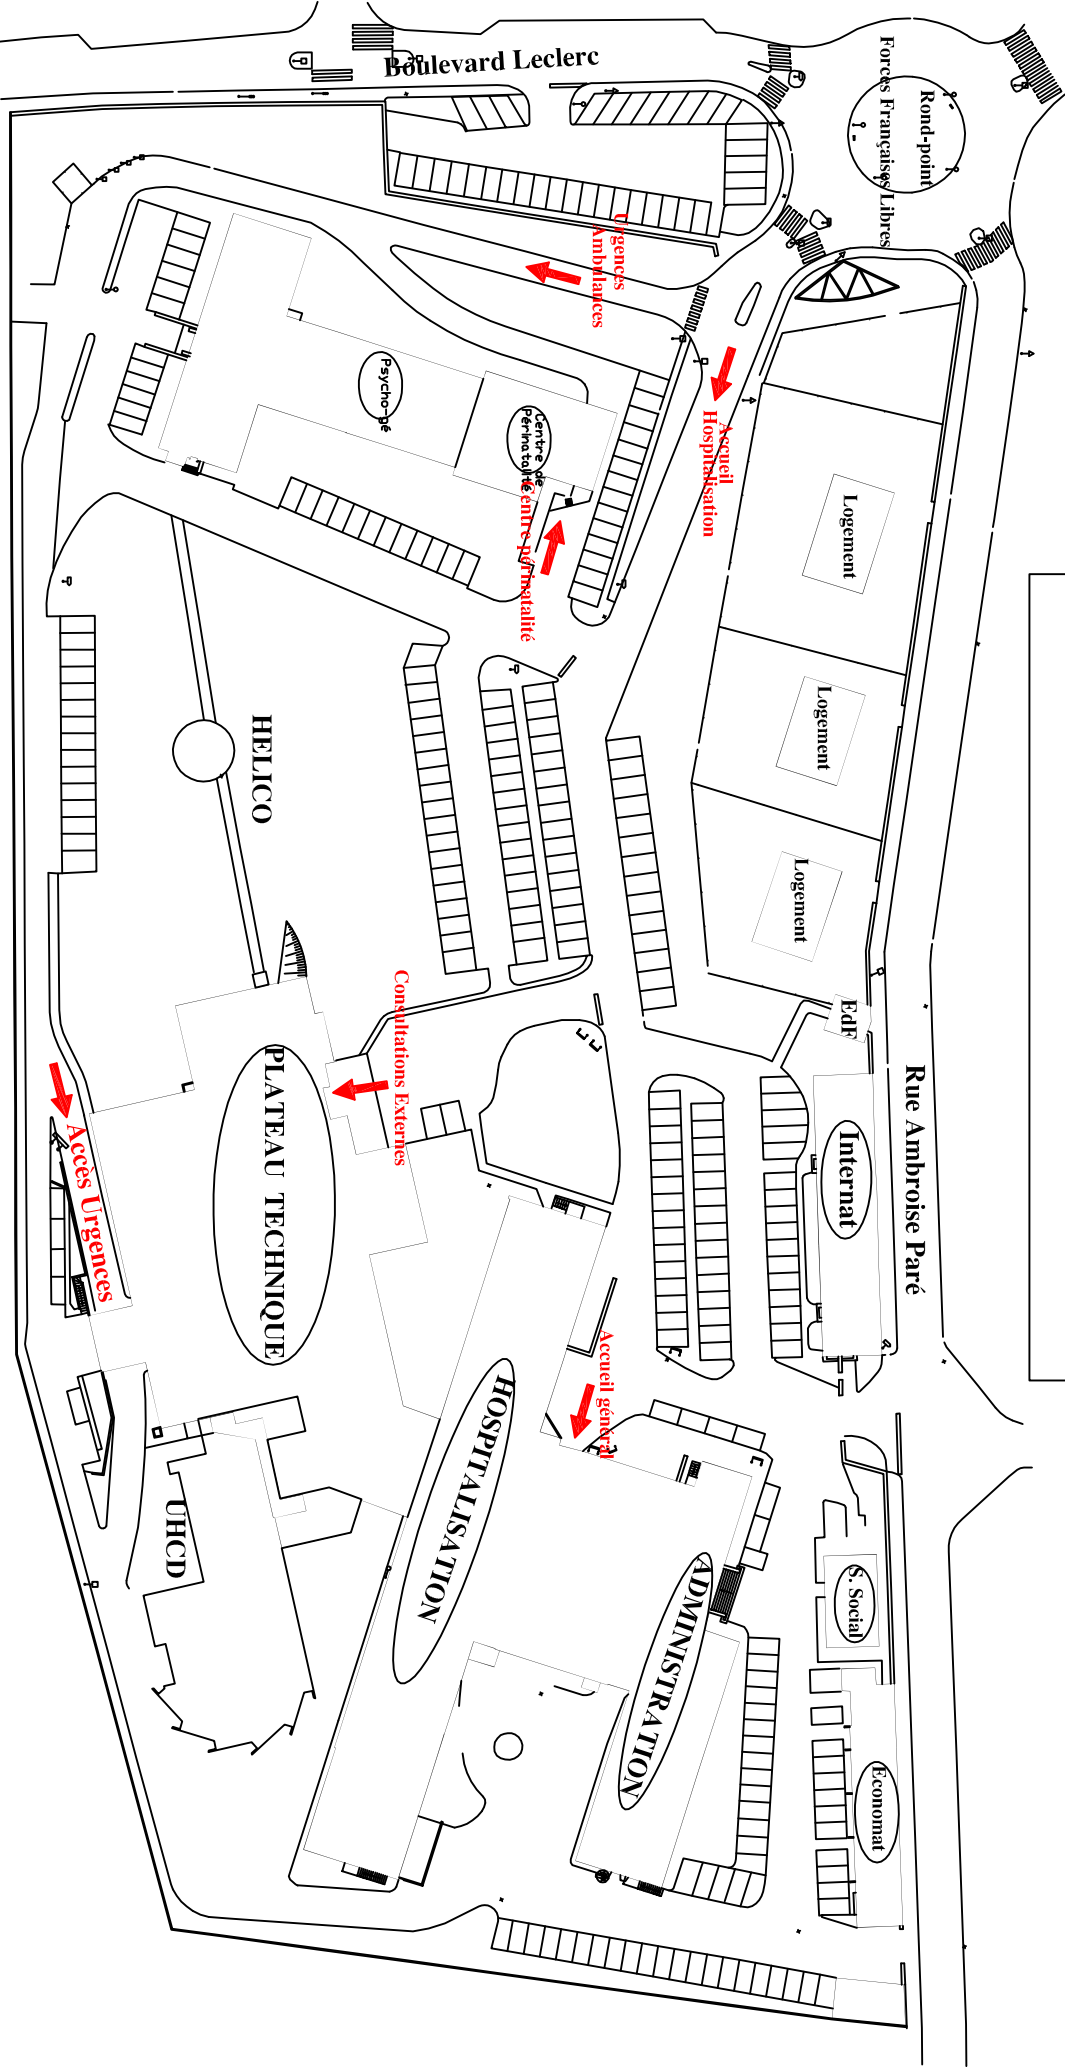 Boulevard Leclerc
Rond-point
Forces Françaises Libres
Urgences
Ambulances
Accueil
Hospitalisation
Psycho-gé
Centre de
Périnatalité
Centre périnatalité
Logement
Logement
Logement
HELICO
EdF
Rue Ambroise Paré
Consultations Externes
PLATEAU TECHNIQUE
Internat
Accès Urgences
Accueil général
HOSPITALISATION
UHCD
ADMINISTRATION
S. Social
Economat